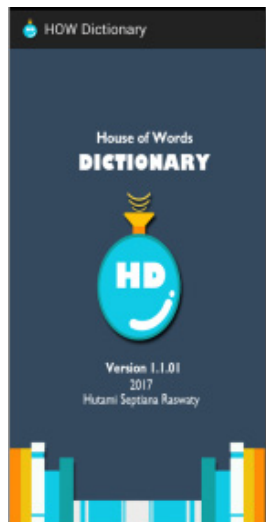 HOW Dictionary
House of Words
DICTIONARY
HD
Version 1.1.01
2017
Hutami Septiana Raswaty